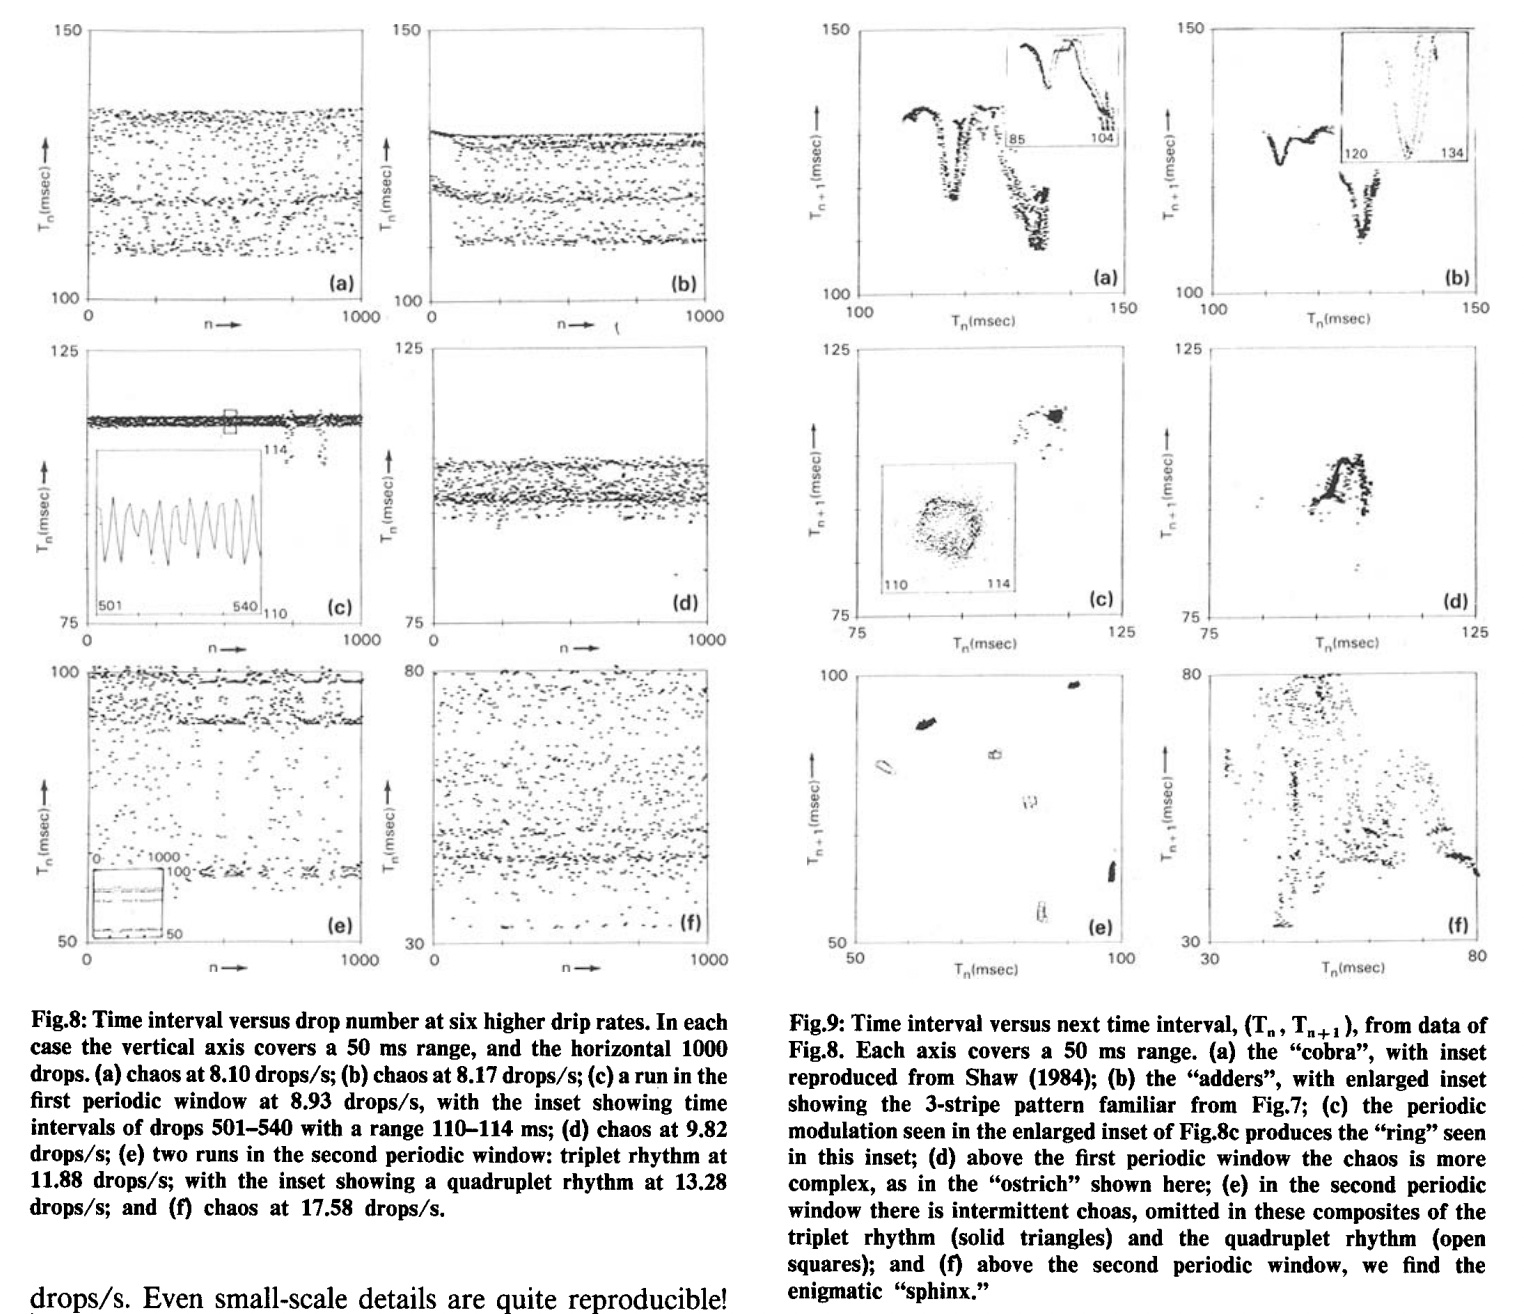 150
T_n(msec)
100
0
n
1000
(a)
150
T_n(msec)
100
0
n
1000
(b)
125
T_n(msec)
114
501
540
110
75
0
n
1000
(c)
125
T_n(msec)
75
0
n
1000
(d)
100
T_n(msec)
0
1000
100
50
50
0
n
1000
(e)
80
T_n(msec)
30
0
n
1000
(f)
Fig.8: Time interval versus drop number at six higher drip rates. In each
case the vertical axis covers a 50 ms range, and the horizontal 1000
drops. (a) chaos at 8.10 drops/s; (b) chaos at 8.17 drops/s; (c) a run in the
first periodic window at 8.93 drops/s, with the inset showing time
intervals of drops 501–540 with a range 110–114 ms; (d) chaos at 9.82
drops/s; (e) two runs in the second periodic window: triplet rhythm at
11.88 drops/s; with the inset showing a quadruplet rhythm at 13.28
drops/s; and (f) chaos at 17.58 drops/s.
drops/s. Even small-scale details are quite reproducible!
150
T_{n+1}(msec)
85
104
100
100
T_n(msec)
150
(a)
150
T_{n+1}(msec)
120
134
100
100
T_n(msec)
150
(b)
125
T_{n+1}(msec)
110
114
75
75
T_n(msec)
125
(c)
125
T_{n+1}(msec)
75
75
T_n(msec)
125
(d)
100
T_{n+1}(msec)
50
50
T_n(msec)
100
(e)
80
T_{n+1}(msec)
30
30
T_n(msec)
80
(f)
Fig.9: Time interval versus next time interval, (T_n, T_{n+1}), from data of
Fig.8. Each axis covers a 50 ms range. (a) the “cobra”, with inset
reproduced from Shaw (1984); (b) the “adders”, with enlarged inset
showing the 3-stripe pattern familiar from Fig.7; (c) the periodic
modulation seen in the enlarged inset of Fig.8c produces the “ring” seen
in this inset; (d) above the first periodic window the chaos is more
complex, as in the “ostrich” shown here; (e) in the second periodic
window there is intermittent choas, omitted in these composites of the
triplet rhythm (solid triangles) and the quadruplet rhythm (open
squares); and (f) above the second periodic window, we find the
enigmatic “sphinx.”